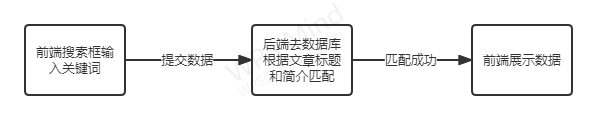 前端搜索框输
入关键词
提交数据
后端去数据库
根据文章标题
和简介匹配
匹配成功
前端展示数据